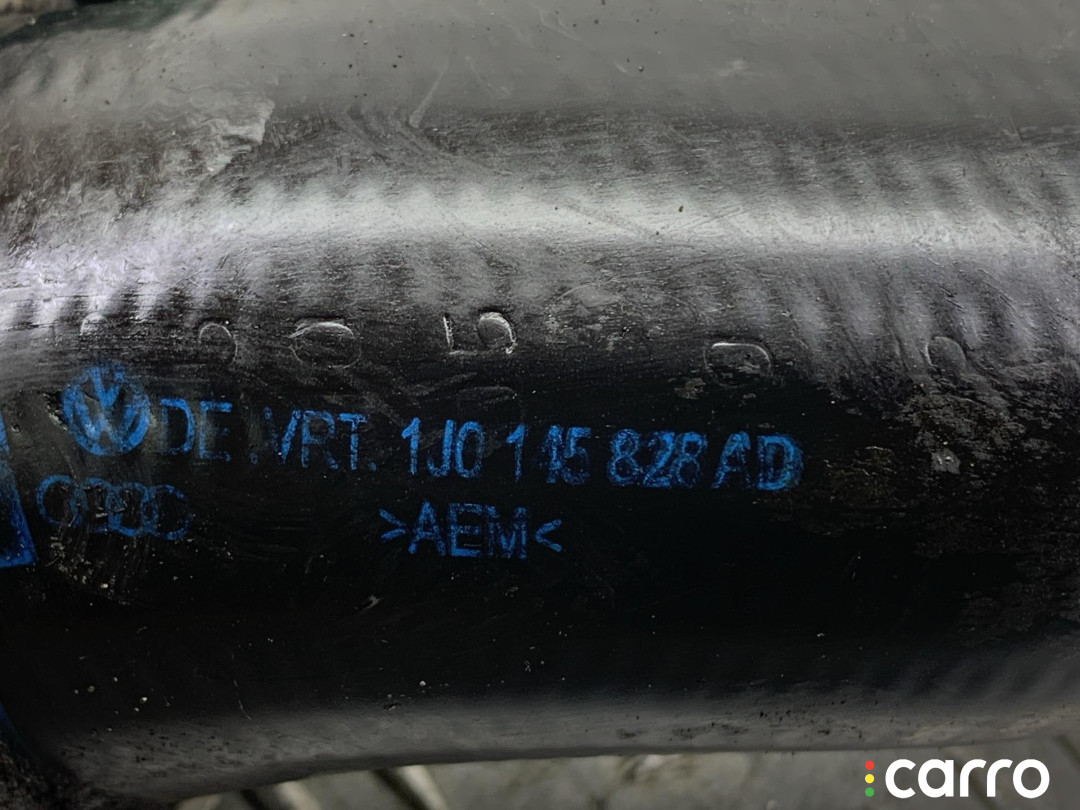 DE .VRT. 1J0 145 828 AD
>AEM<
carro